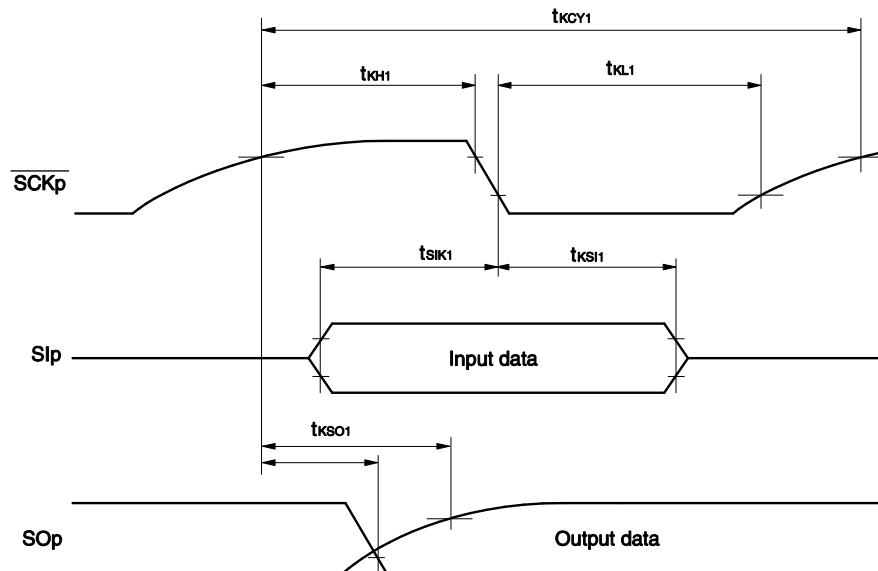 tKCY1
tKH1
tKL1
SCKp
tSIK1
tKSI1
SIp
Input data
tKSO1
SOp
Output data